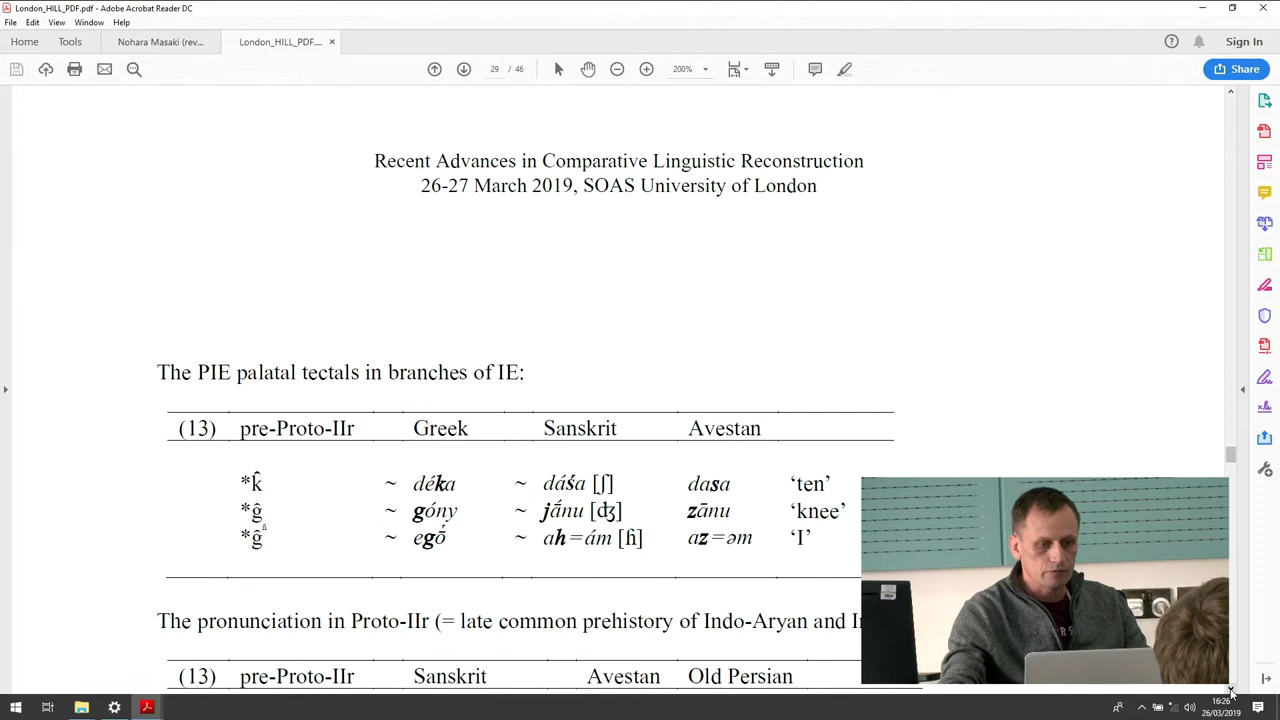 London_HILL_PDF.pdf - Adobe Acrobat Reader DC
File Edit View Window Help
Home Tools Nohara Masaki (rev... London_HILL_PDF.... Sign In
29 / 46 200% Share
Recent Advances in Comparative Linguistic Reconstruction
26-27 March 2019, SOAS University of London
The PIE palatal tectals in branches of IE:
(13) pre-Proto-IIr Greek Sanskrit Avestan
*k̂ ~ déka ~ dáśa [ʃ] dasa ‘ten’
*ĝ ~ góny ~ jā́nu [ʤ] zānu ‘knee’
*ĝʱ ~ egṓ ~ ah=ám [ɦ] az=əm ‘I’
The pronunciation in Proto-IIr (= late common prehistory of Indo-Aryan and
(13) pre-Proto-IIr Sanskrit Avestan Old Persian
16:26
26/03/2019